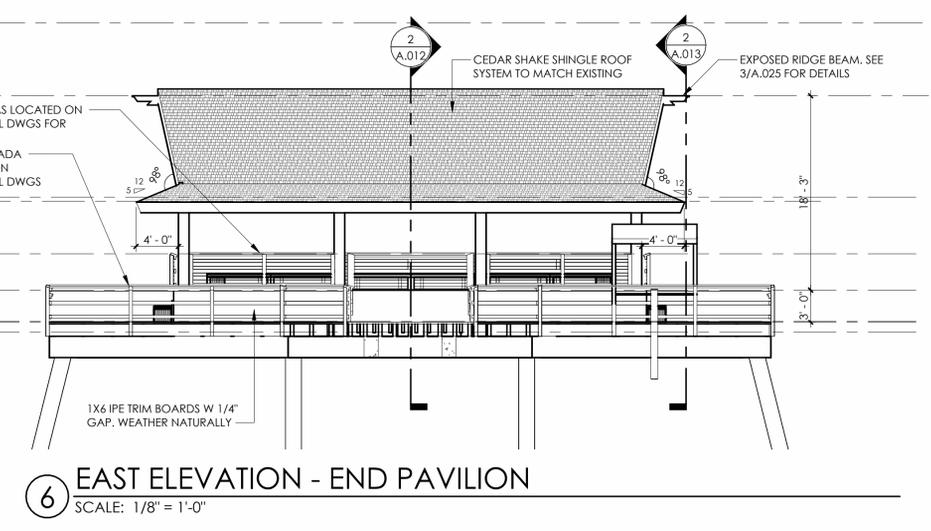 2
A.012
2
A.013
CEDAR SHAKE SHINGLE ROOF
SYSTEM TO MATCH EXISTING
EXPOSED RIDGE BEAM. SEE
3/A.025 FOR DETAILS
LOCATED ON
DWGS FOR
ADA
DWGS
98°
12
5
98°
12
5
18' - 3"
4' - 0"
4' - 0"
3' - 0"
1X6 IPE TRIM BOARDS W 1/4"
GAP. WEATHER NATURALLY
6
EAST ELEVATION - END PAVILION
SCALE: 1/8" = 1'-0"